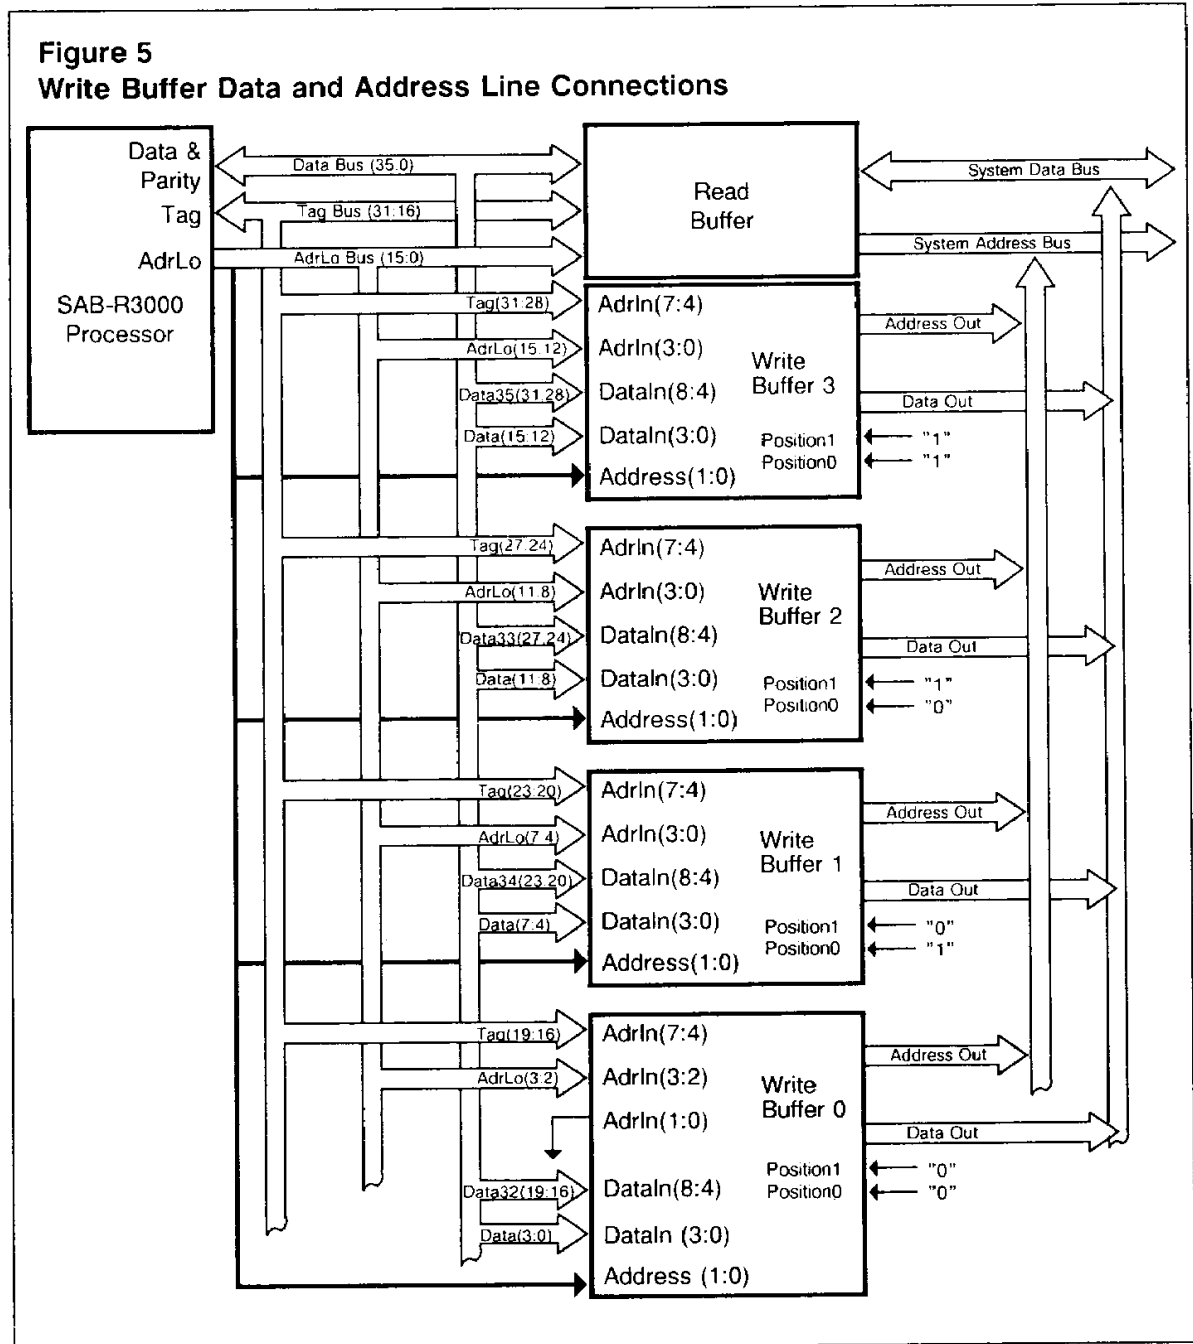 Figure 5
Write Buffer Data and Address Line Connections
Data &
Parity
Tag
AdrLo
SAB-R3000
Processor
Data Bus (35.0)
Tag Bus (31:16)
AdrLo Bus (15:0)
Read
Buffer
System Data Bus
System Address Bus
Tag(31:28)
AdrLo(15.12)
Data35(31.28)
Data(15:12)
AdrIn(7:4)
AdrIn(3:0)
DataIn(8:4)
DataIn(3:0)
Address(1:0)
Write
Buffer 3
Position1
Position0
Address Out
Data Out
"1"
"1"
Tag(27.24)
AdrLo(11.8)
Data33(27.24)
Data(11:8)
AdrIn(7:4)
AdrIn(3:0)
DataIn(8:4)
DataIn(3:0)
Address(1:0)
Write
Buffer 2
Position1
Position0
Address Out
Data Out
"1"
"0"
Tag(23:20)
AdrLo(7.4)
Data34(23.20)
Data(7:4)
AdrIn(7:4)
AdrIn(3:0)
DataIn(8:4)
DataIn(3:0)
Address(1:0)
Write
Buffer 1
Position1
Position0
Address Out
Data Out
"0"
"1"
Tag(19:16)
AdrLo(3:2)
Data32(19:16)
Data(3:0)
AdrIn(7:4)
AdrIn(3:2)
AdrIn(1:0)
DataIn(8:4)
DataIn (3:0)
Address (1:0)
Write
Buffer 0
Position1
Position0
Address Out
Data Out
"0"
"0"